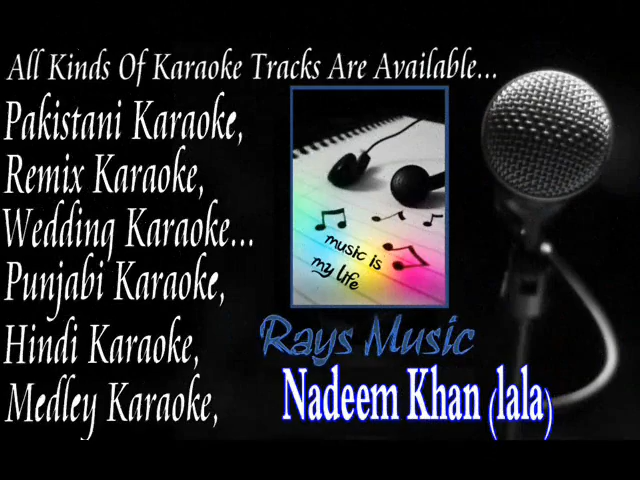 All Kinds Of Karaoke Tracks Are Available...
Pakistani Karaoke,
Remix Karaoke,
Wedding Karaoke...
Punjabi Karaoke,
Hindi Karaoke,
Medley Karaoke,
music is
my life
Rays Music
Nadeem Khan (lala)